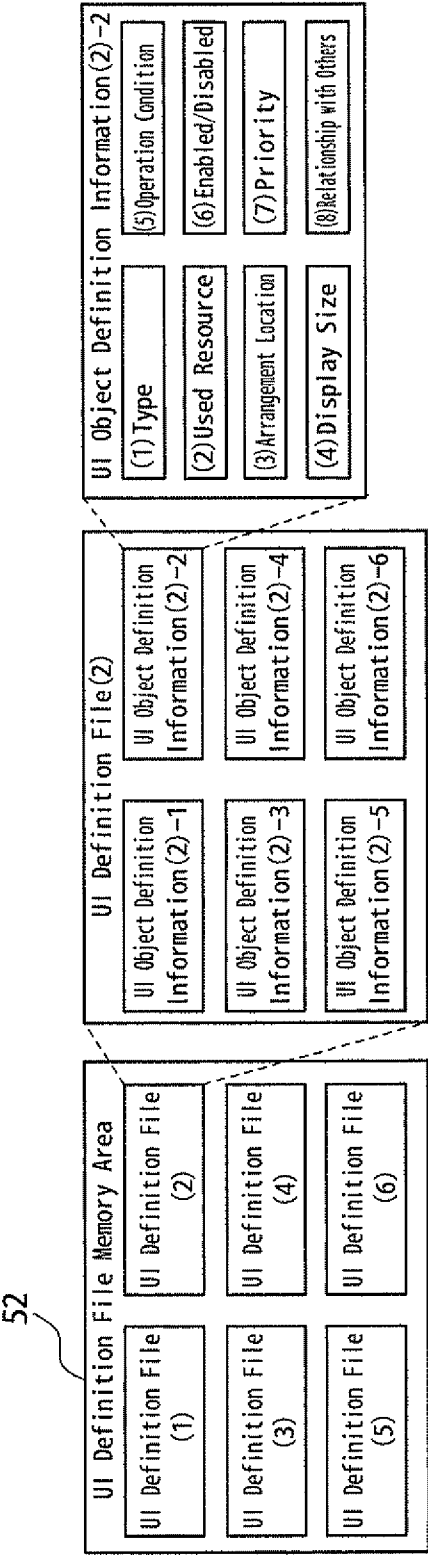 52
UI Definition File Memory Area
UI Definition File
(1)
UI Definition File
(2)
UI Definition File
(3)
UI Definition File
(4)
UI Definition File
(5)
UI Definition File
(6)
UI Definition File(2)
UI Object Definition
Information(2)-1
UI Object Definition
Information(2)-2
UI Object Definition
Information(2)-3
UI Object Definition
Information(2)-4
UI Object Definition
Information(2)-5
UI Object Definition
Information(2)-6
UI Object Definition Information(2)-2
(1)Type
(5)Operation Condition
(2)Used Resource
(6)Enabled/Disabled
(3)Arrangement Location
(7)Priority
(4)Display Size
(8)Relationship with Others